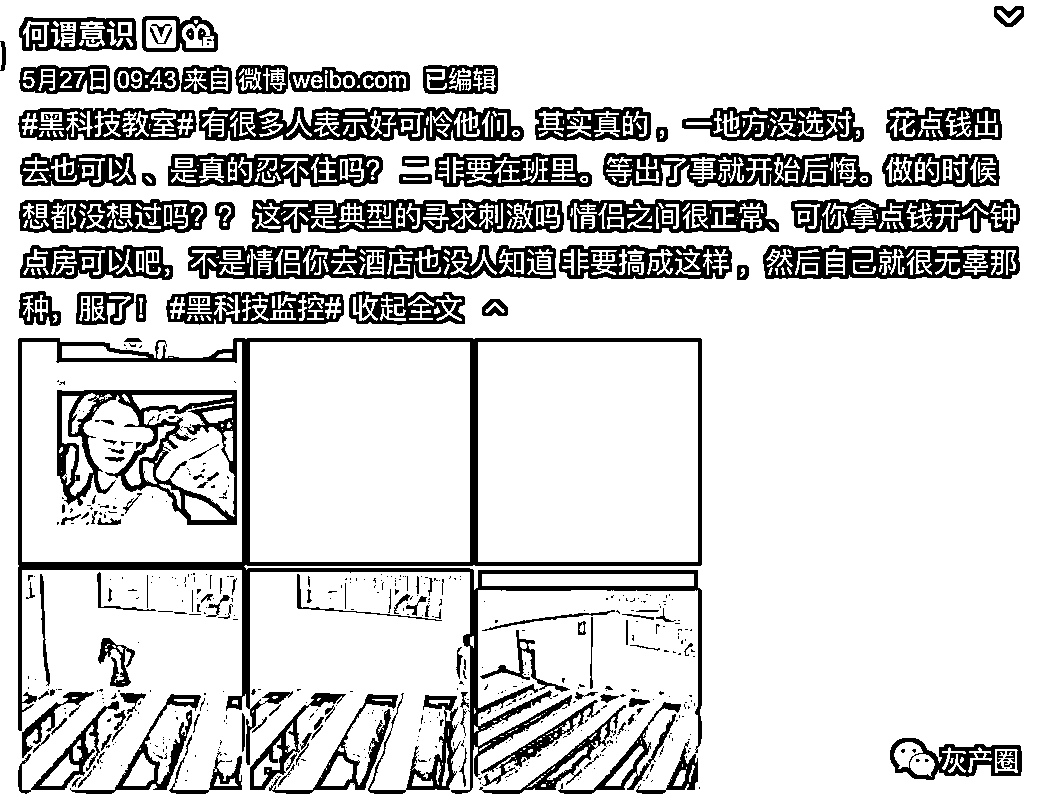 何谓意识
5月27日 09:43 来自 微博 weibo.com 已编辑
#黑科技教室# 有很多人表示好可怜他们。其实真的，一地方没选对， 花点钱出
去也可以 、是真的忍不住吗？ 二 非要在班里。等出了事就开始后悔。做的时候
想都没想过吗？？ 这不是典型的寻求刺激吗 情侣之间很正常、可你拿点钱开个钟
点房可以吧，不是情侣你去酒店也没人知道 非要搞成这样 ，然后自己就很无辜那
种，服了！ #黑科技监控# 收起全文
灰产圈